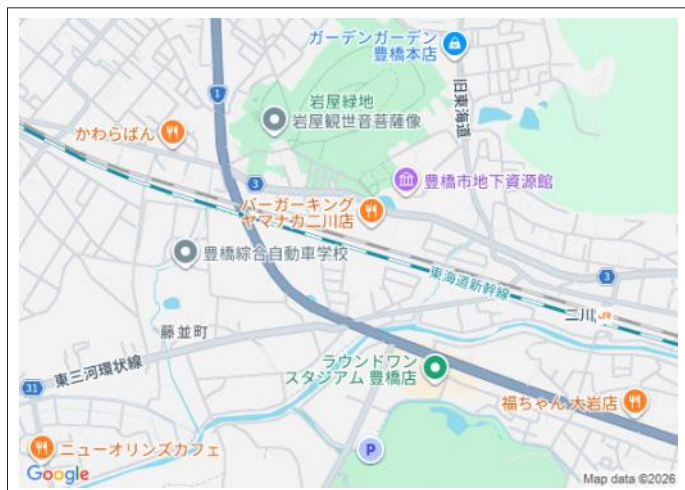 ガーデンガーデン
豊橋本店
1
旧東海道
岩屋緑地
岩屋観世音菩薩像
かわらばん
3
豊橋市地下資源館
バーガーキング
ヤマナカ二川店
豊橋綜合自動車学校
東海道新幹線
3
二川
JR
藤並町
東三河環状線
31
ラウンドワン
スタジアム 豊橋店
福ちゃん 大岩店
ニューオリンズカフェ
P
1
Google
Map data ©2026